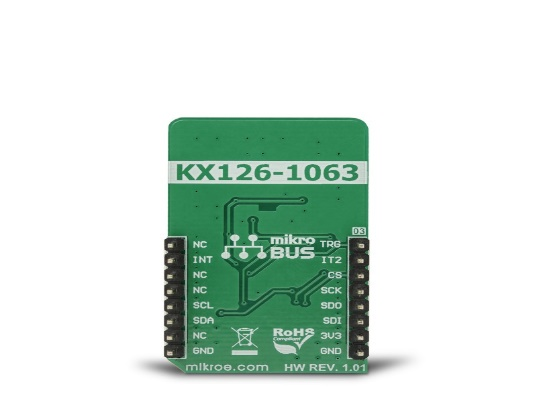 KX126-1063
03
mikro
BUS
NC TRG
INT IT2
NC CS
NC SCK
SCL SDO
SDA SDI
NC 3V3
GND GND
RoHS
Compliant
mikroe.com HW REV. 1.01